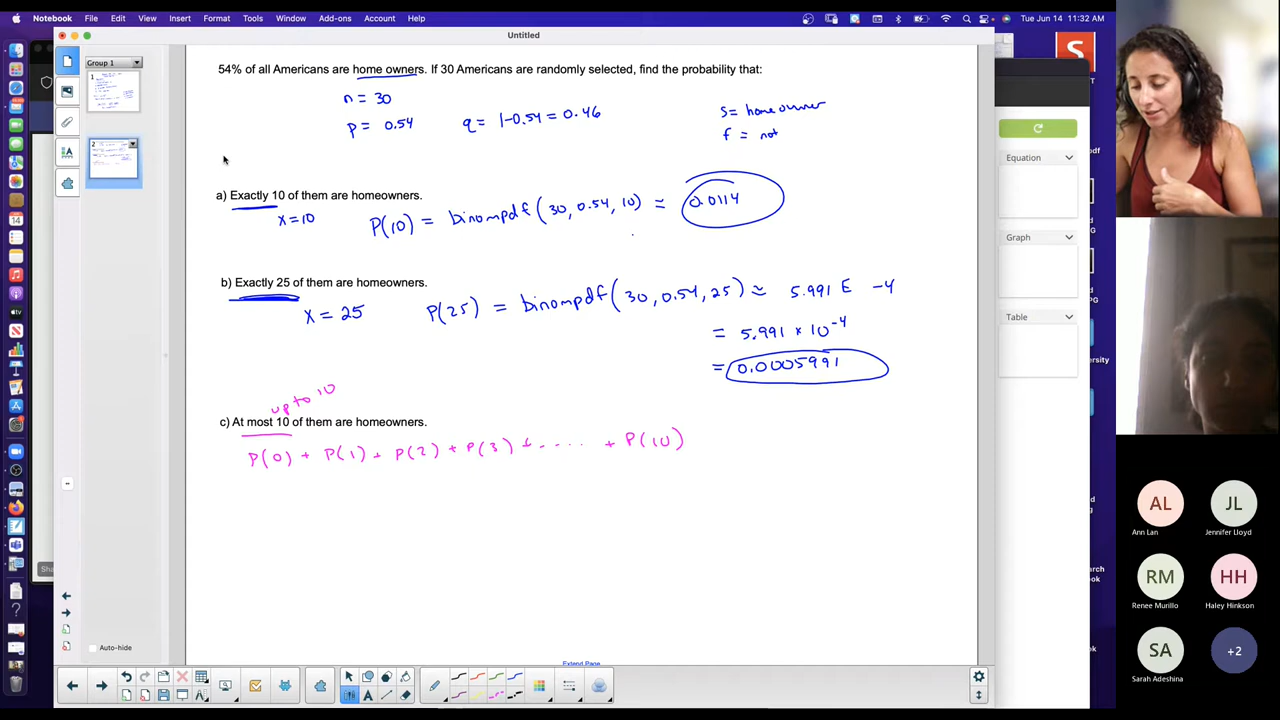 Notebook File Edit View Insert Format Tools Window Add-ons Account Help
Tue Jun 14 11:32 AM
Untitled
Group 1
1
2
54% of all Americans are home owners. If 30 Americans are randomly selected, find the probability that:
n = 30
p = 0.54 q = 1-0.54 = 0.46
S = homeowner
f = not
a) Exactly 10 of them are homeowners.
x=10 P(10) = binompdf(30, 0.54, 10) ≈ 0.0114
b) Exactly 25 of them are homeowners.
x = 25 P(25) = binompdf(30, 0.54, 25) ≈ 5.991 E -4
= 5.991 × 10^-4
= 0.0005991
up to 10
c) At most 10 of them are homeowners.
P(0) + P(1) + P(2) + P(3) + ..... + P(10)
Extend Page
Auto-hide
Equation
Graph
Table
AL
Ann Lan
JL
Jennifer Lloyd
RM
Renee Murillo
HH
Haley Hinkson
SA
Sarah Adeshina
+2